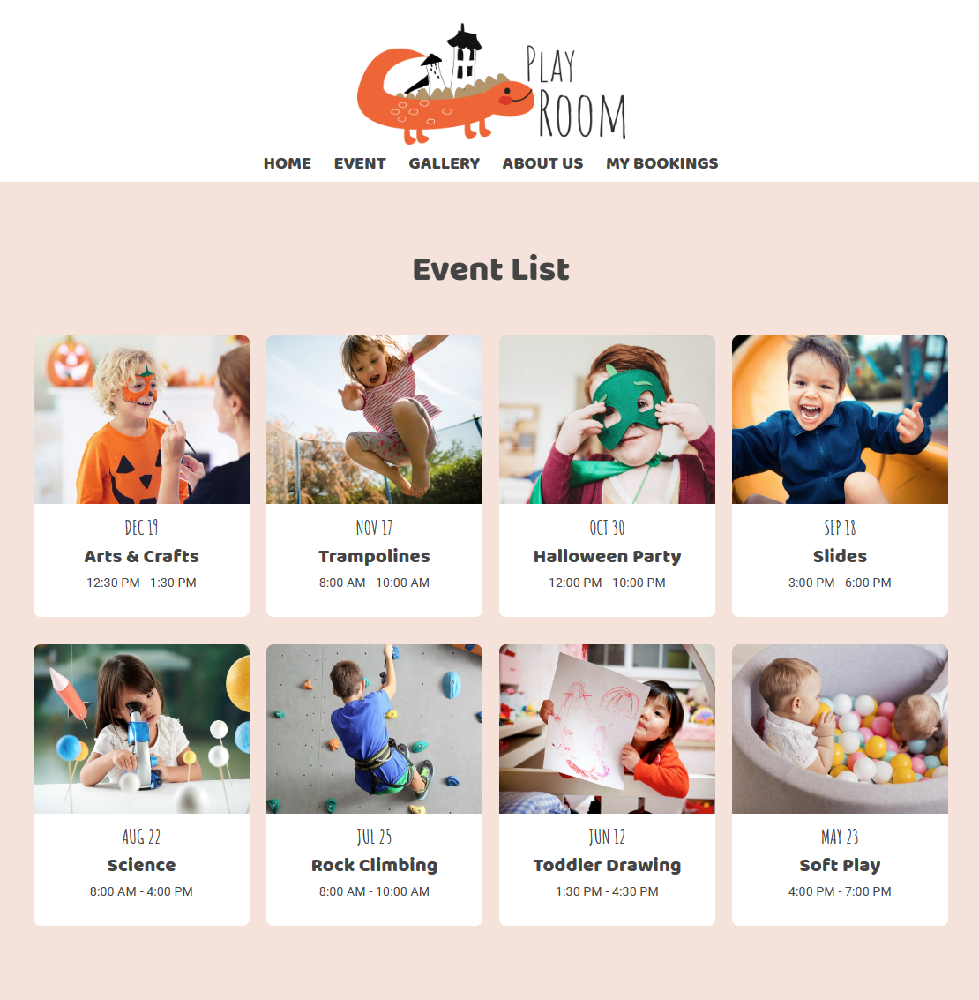 PLAY
ROOM
HOME EVENT GALLERY ABOUT US MY BOOKINGS
Event List
DEC 19
Arts & Crafts
12:30 PM - 1:30 PM
NOV 17
Trampolines
8:00 AM - 10:00 AM
OCT 30
Halloween Party
12:00 PM - 10:00 PM
SEP 18
Slides
3:00 PM - 6:00 PM
AUG 22
Science
8:00 AM - 4:00 PM
JUL 25
Rock Climbing
8:00 AM - 10:00 AM
JUN 12
Toddler Drawing
1:30 PM - 4:30 PM
MAY 23
Soft Play
4:00 PM - 7:00 PM